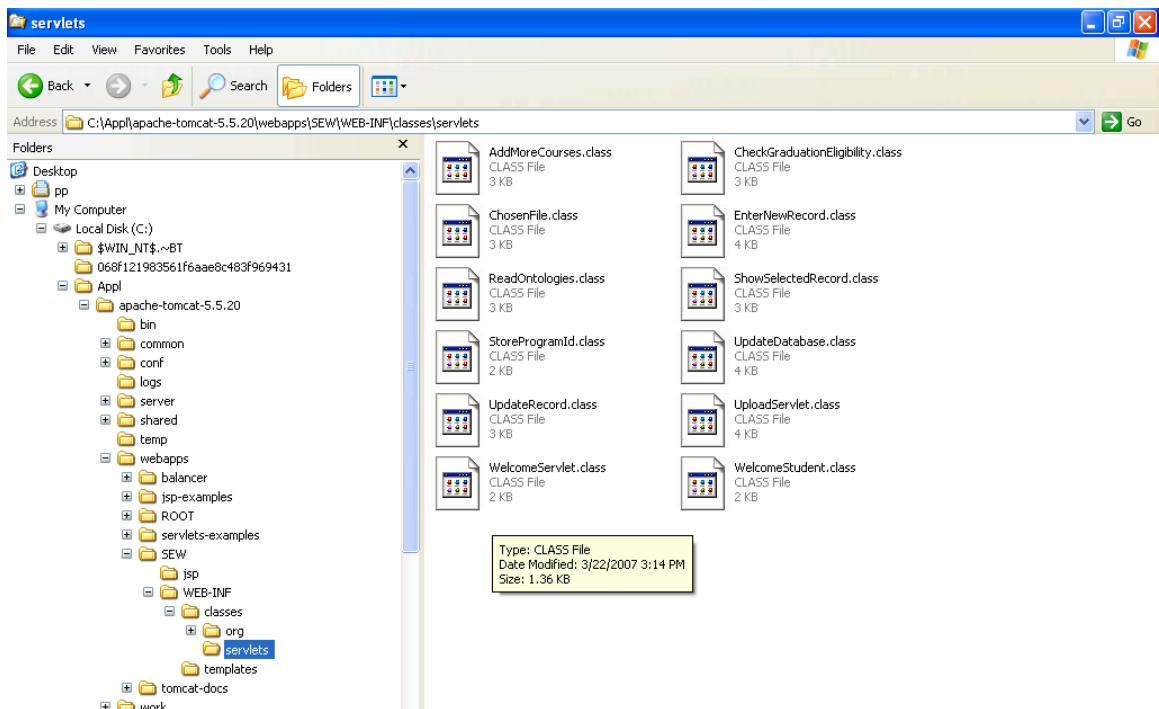 servlets
File Edit View Favorites Tools Help
Back Search Folders
Address C:\Appl\apache-tomcat-5.5.20\webapps\SEW\WEB-INF\classes\servlets Go
Folders
Desktop
pp
My Computer
Local Disk (C:)
$WIN_NT$.~BT
068f121983561f6aae8c483f969431
Appl
apache-tomcat-5.5.20
bin
common
conf
logs
server
shared
temp
webapps
balancer
jsp-examples
ROOT
servlets-examples
SEW
jsp
WEB-INF
classes
org
servlets
templates
tomcat-docs
work
AddMoreCourses.class
CLASS File
3 KB
CheckGraduationEligibility.class
CLASS File
3 KB
ChosenFile.class
CLASS File
3 KB
EnterNewRecord.class
CLASS File
4 KB
ReadOntologies.class
CLASS File
3 KB
ShowSelectedRecord.class
CLASS File
3 KB
StoreProgramId.class
CLASS File
2 KB
UpdateDatabase.class
CLASS File
4 KB
UpdateRecord.class
CLASS File
3 KB
UploadServlet.class
CLASS File
4 KB
WelcomeServlet.class
CLASS File
2 KB
WelcomeStudent.class
CLASS File
2 KB
Type: CLASS File
Date Modified: 3/22/2007 3:14 PM
Size: 1.36 KB